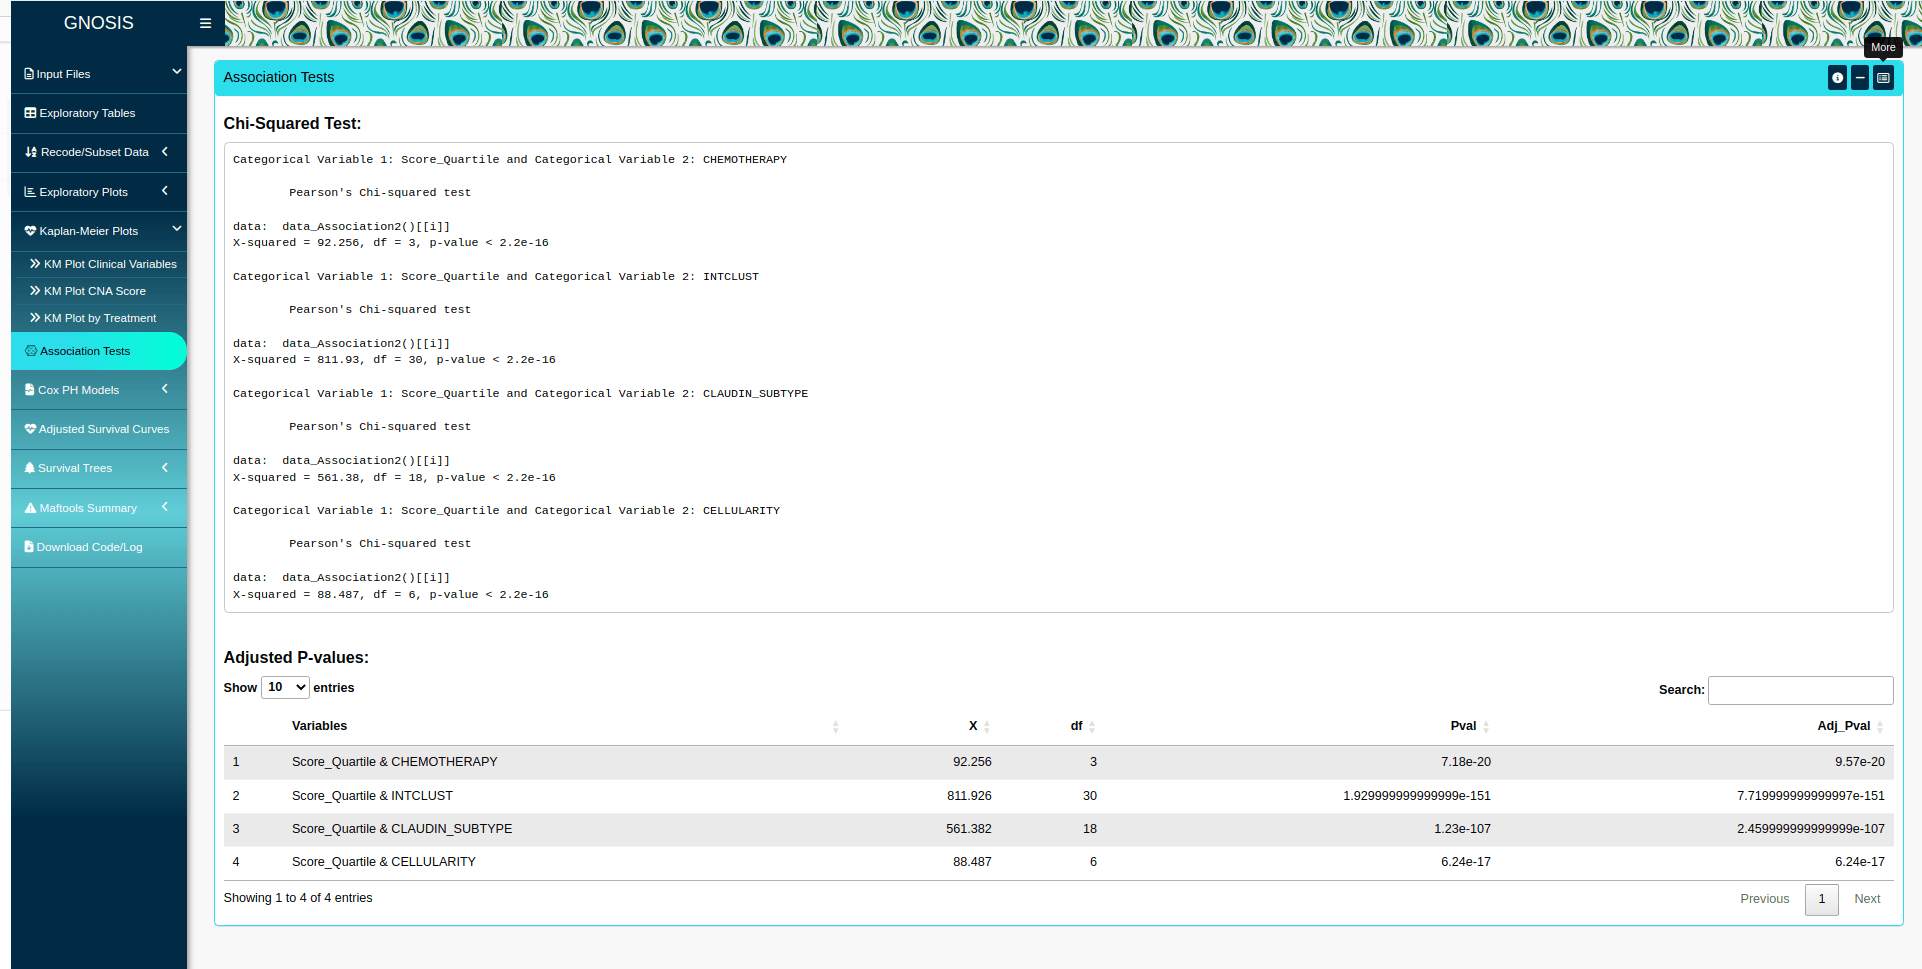 GNOSIS
More
Input Files
Exploratory Tables
Recode/Subset Data
Exploratory Plots
Kaplan-Meier Plots
KM Plot Clinical Variables
KM Plot CNA Score
KM Plot by Treatment
Association Tests
Cox PH Models
Adjusted Survival Curves
Survival Trees
Maftools Summary
Download Code/Log
Association Tests
Chi-Squared Test:
Categorical Variable 1: Score_Quartile and Categorical Variable 2: CHEMOTHERAPY
Pearson's Chi-squared test
data:  data_Association2()[[i]]
X-squared = 92.256, df = 3, p-value < 2.2e-16
Categorical Variable 1: Score_Quartile and Categorical Variable 2: INTCLUST
Pearson's Chi-squared test
data:  data_Association2()[[i]]
X-squared = 811.93, df = 30, p-value < 2.2e-16
Categorical Variable 1: Score_Quartile and Categorical Variable 2: CLAUDIN_SUBTYPE
Pearson's Chi-squared test
data:  data_Association2()[[i]]
X-squared = 561.38, df = 18, p-value < 2.2e-16
Categorical Variable 1: Score_Quartile and Categorical Variable 2: CELLULARITY
Pearson's Chi-squared test
data:  data_Association2()[[i]]
X-squared = 88.487, df = 6, p-value < 2.2e-16
Adjusted P-values:
Show 10 entries
Search:
Variables X df Pval Adj_Pval
1 Score_Quartile & CHEMOTHERAPY 92.256 3 7.18e-20 9.57e-20
2 Score_Quartile & INTCLUST 811.926 30 1.929999999999999e-151 7.719999999999997e-151
3 Score_Quartile & CLAUDIN_SUBTYPE 561.382 18 1.23e-107 2.459999999999999e-107
4 Score_Quartile & CELLULARITY 88.487 6 6.24e-17 6.24e-17
Showing 1 to 4 of 4 entries
Previous 1 Next